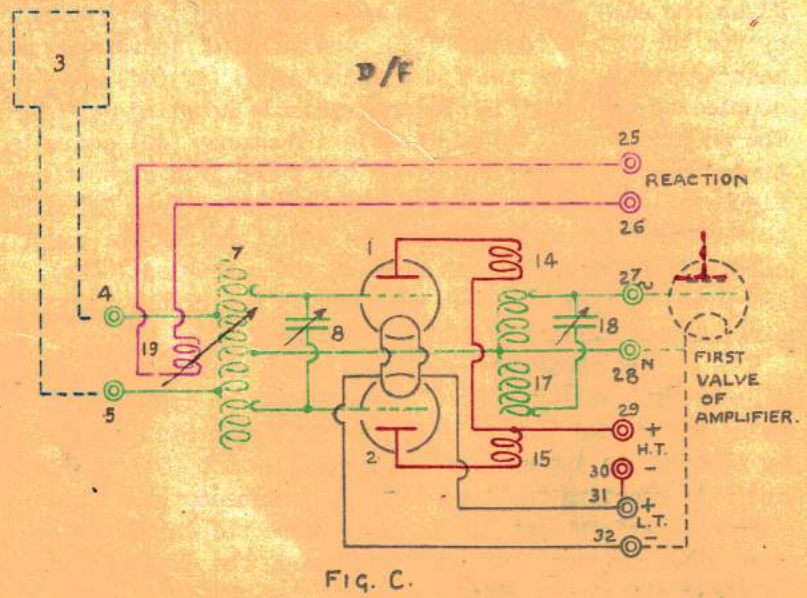 3
D/F
25
REACTION
26
7
1
14
27
N
4
8
18
19
17
28
N
FIRST
VALVE
OF
AMPLIFIER.
5
29
+
H.T.
2
15
30
-
31
+
L.T.
32
-
FIG. C.